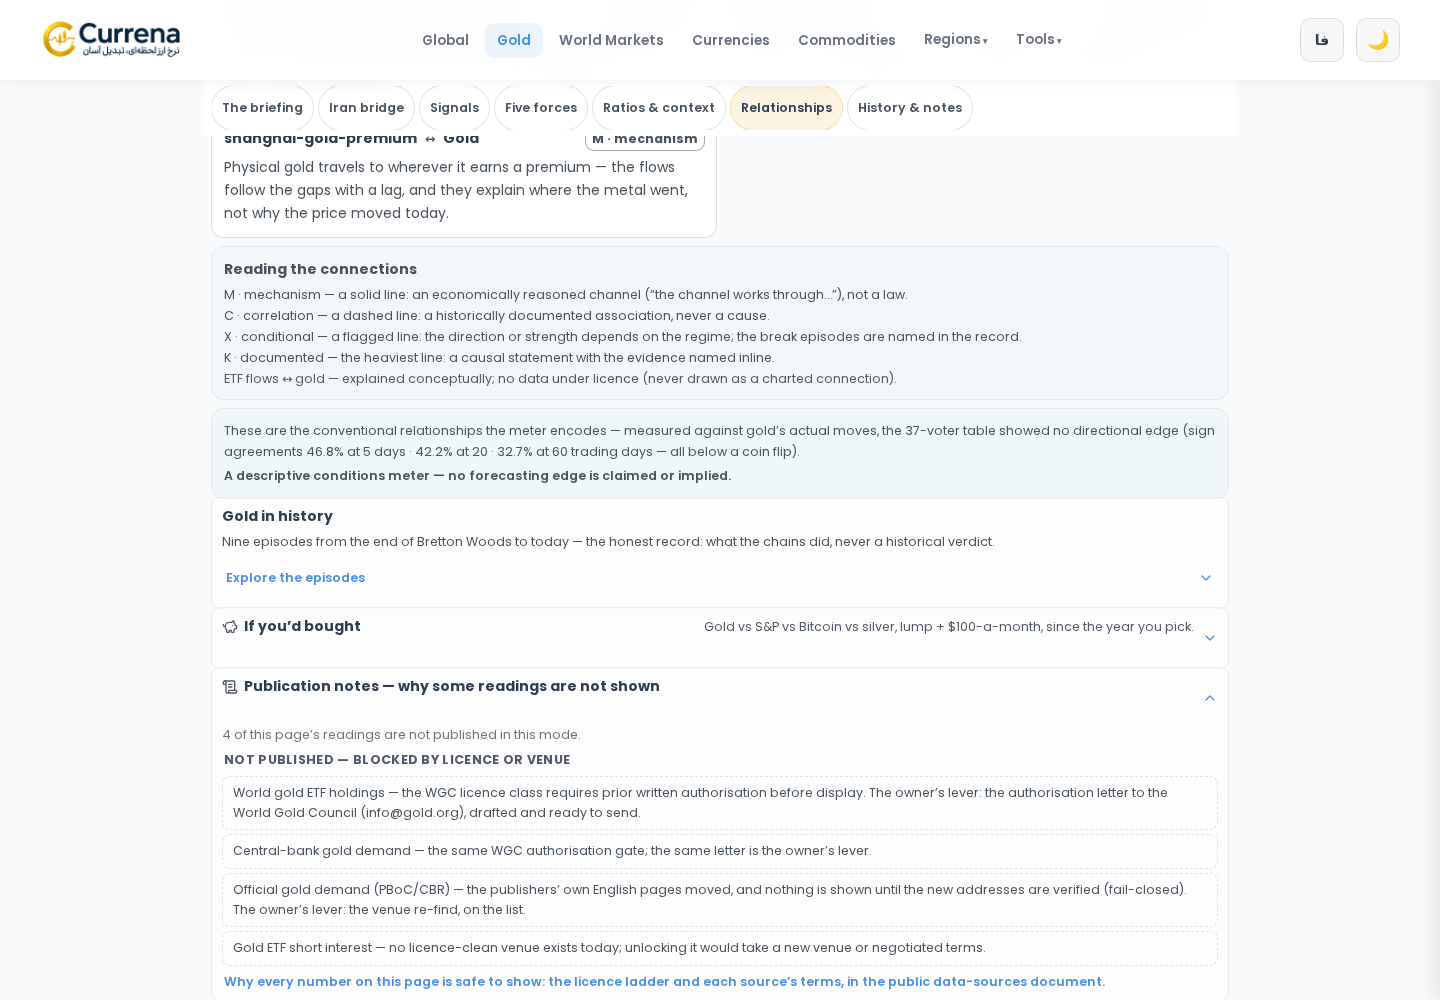 Currena
نرخ ارز لحظه‌ای، تبدیل آسان
Global
Gold
World Markets
Currencies
Commodities
Regions ▾
Tools ▾
فا
The briefing
Iran bridge
Signals
Five forces
Ratios & context
Relationships
History & notes
shanghai-gold-premium ↔ Gold
M · mechanism
Physical gold travels to wherever it earns a premium — the flows
follow the gaps with a lag, and they explain where the metal went,
not why the price moved today.
Reading the connections
M · mechanism — a solid line: an economically reasoned channel (“the channel works through…”), not a law.
C · correlation — a dashed line: a historically documented association, never a cause.
X · conditional — a flagged line: the direction or strength depends on the regime; the break episodes are named in the record.
K · documented — the heaviest line: a causal statement with the evidence named inline.
ETF flows ↔ gold — explained conceptually; no data under licence (never drawn as a charted connection).
These are the conventional relationships the meter encodes — measured against gold’s actual moves, the 37-voter table showed no directional edge (sign
agreements 46.8% at 5 days · 42.2% at 20 · 32.7% at 60 trading days — all below a coin flip).
A descriptive conditions meter — no forecasting edge is claimed or implied.
Gold in history
Nine episodes from the end of Bretton Woods to today — the honest record: what the chains did, never a historical verdict.
Explore the episodes
If you’d bought
Gold vs S&P vs Bitcoin vs silver, lump + $100-a-month, since the year you pick.
Publication notes — why some readings are not shown
4 of this page’s readings are not published in this mode.
NOT PUBLISHED — BLOCKED BY LICENCE OR VENUE
World gold ETF holdings — the WGC licence class requires prior written authorisation before display. The owner’s lever: the authorisation letter to the
World Gold Council (info@gold.org), drafted and ready to send.
Central-bank gold demand — the same WGC authorisation gate; the same letter is the owner’s lever.
Official gold demand (PBoC/CBR) — the publishers’ own English pages moved, and nothing is shown until the new addresses are verified (fail-closed).
The owner’s lever: the venue re-find, on the list.
Gold ETF short interest — no licence-clean venue exists today; unlocking it would take a new venue or negotiated terms.
Why every number on this page is safe to show: the licence ladder and each source’s terms, in the public data-sources document.